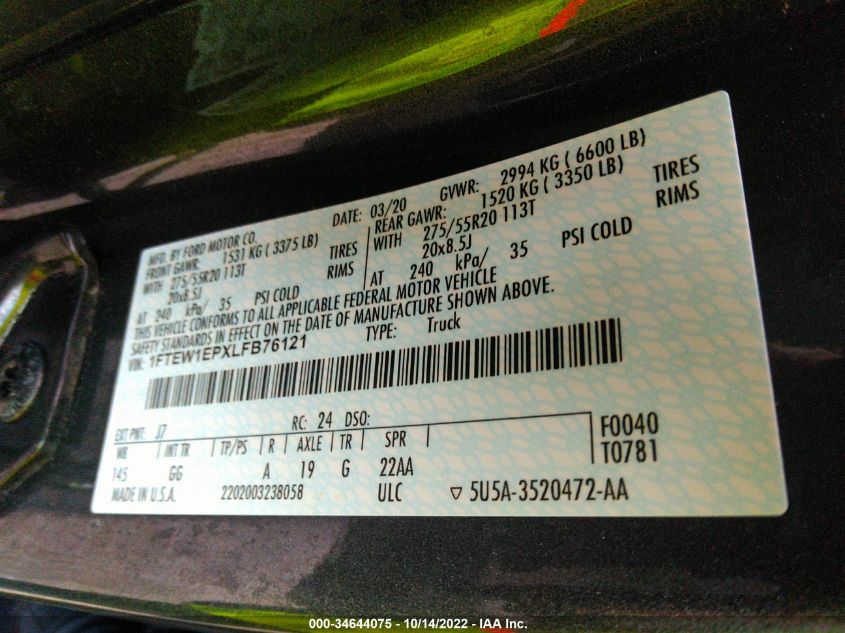 MFD. BY FORD MOTOR CO.
DATE: 03/20 GVWR: 2994 KG ( 6600 LB)
FRONT GAWR: 1531 KG ( 3375 LB)
WITH 275/55R20 113T TIRES
20x8.5J RIMS
AT 240 kPa/ 35 PSI COLD
REAR GAWR: 1520 KG ( 3350 LB)
WITH 275/55R20 113T TIRES
20x8.5J RIMS
AT 240 kPa/ 35 PSI COLD
THIS VEHICLE CONFORMS TO ALL APPLICABLE FEDERAL MOTOR VEHICLE
SAFETY STANDARDS IN EFFECT ON THE DATE OF MANUFACTURE SHOWN ABOVE.
VIN: 1FTEW1EPXLFB76121 TYPE: Truck
EXT PNT: J7 RC: 24 DSO: F0040
WB INT TR TP/PS R AXLE TR SPR T0781
145 GG A 19 G 22AA
MADE IN U.S.A. 2202003238058 ULC ▽ 5U5A-3520472-AA
000-34644075 - 10/14/2022 - IAA Inc.